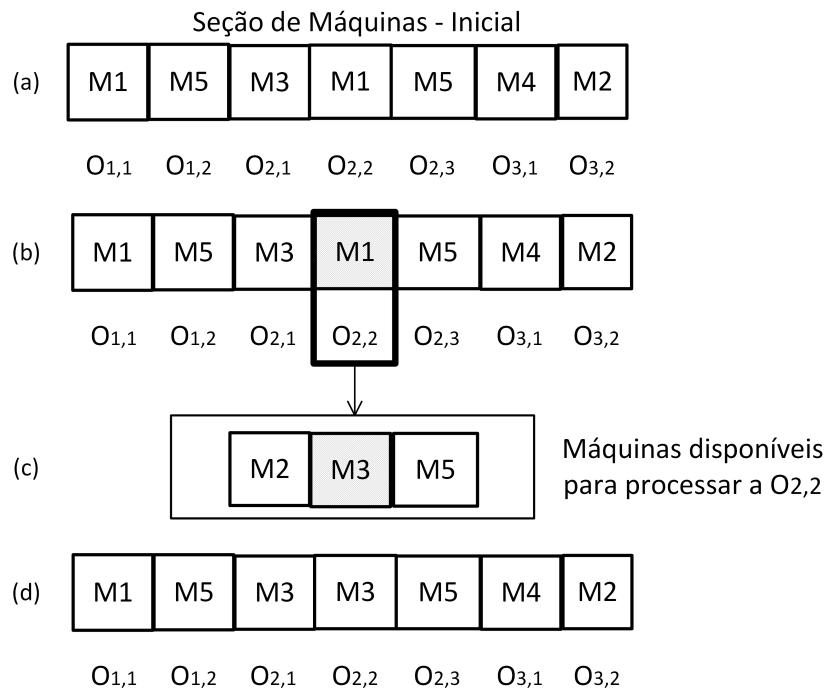 Seção de Máquinas - Inicial
(a) M1 M5 M3 M1 M5 M4 M2
O1,1 O1,2 O2,1 O2,2 O2,3 O3,1 O3,2
(b) M1 M5 M3 M1 M5 M4 M2
O1,1 O1,2 O2,1 O2,2 O2,3 O3,1 O3,2
(c) M2 M3 M5
Máquinas disponíveis
para processar a O2,2
(d) M1 M5 M3 M3 M5 M4 M2
O1,1 O1,2 O2,1 O2,2 O2,3 O3,1 O3,2